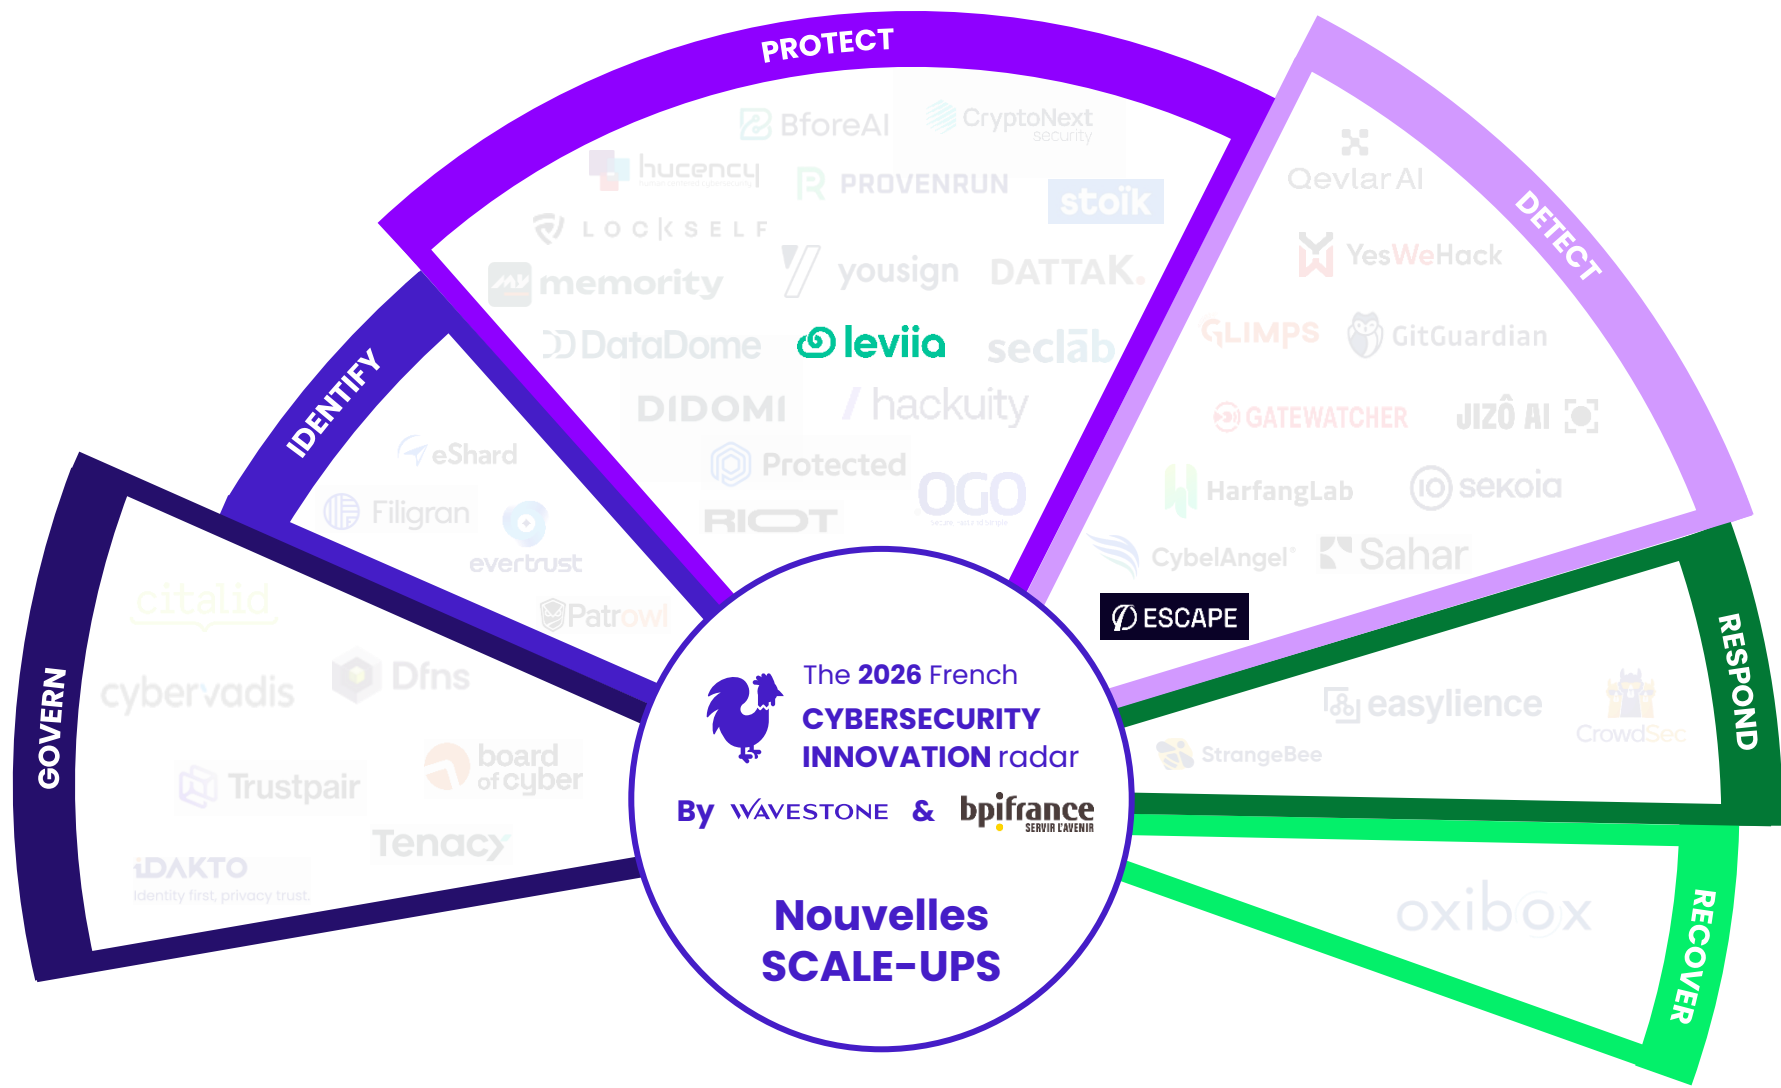 PROTECT
BforeAI
CryptoNext
security
hucency
PROVENRUN
stoïk
LOCKSELF
memority
yousign
DATTAK.
DataDome
leviia
seclāb
DIDOMI
hackuity
Protected
OGO
RIOT
DETECT
Qevlar AI
YesWeHack
GLIMPS
GitGuardian
GATEWATCHER
JIZÔ AI
HarfangLab
sekoia
CybelAngel
Sahar
ESCAPE
IDENTIFY
eShard
Filigran
evertrust
Patrowl
GOVERN
citalid
cybervadis
Dfns
Trustpair
board
of cyber
Tenacy
iDAKTO
Identity first, privacy trust.
RESPOND
easylience
CrowdSec
StrangeBee
RECOVER
oxibox
The 2026 French
CYBERSECURITY
INNOVATION radar
By WAVESTONE & bpifrance
SERVIR L'AVENIR
Nouvelles
SCALE-UPS